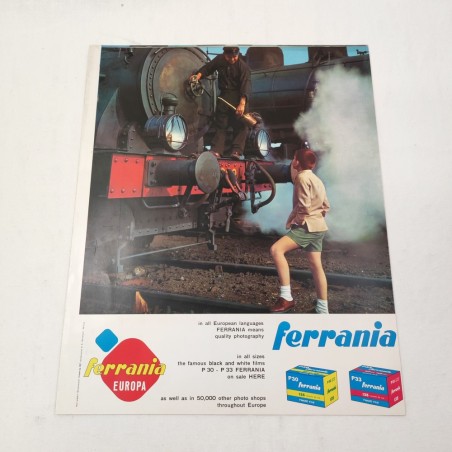 in all European languages
FERRANIA means
quality photography
ferrania
in all sizes
the famous black and white films
P 30 - P 33 FERRANIA
on sale HERE
as well as in 50,000 other photo shops
throughout Europe
ferrania
EUROPA
P30
ferrania
P33
ferrania